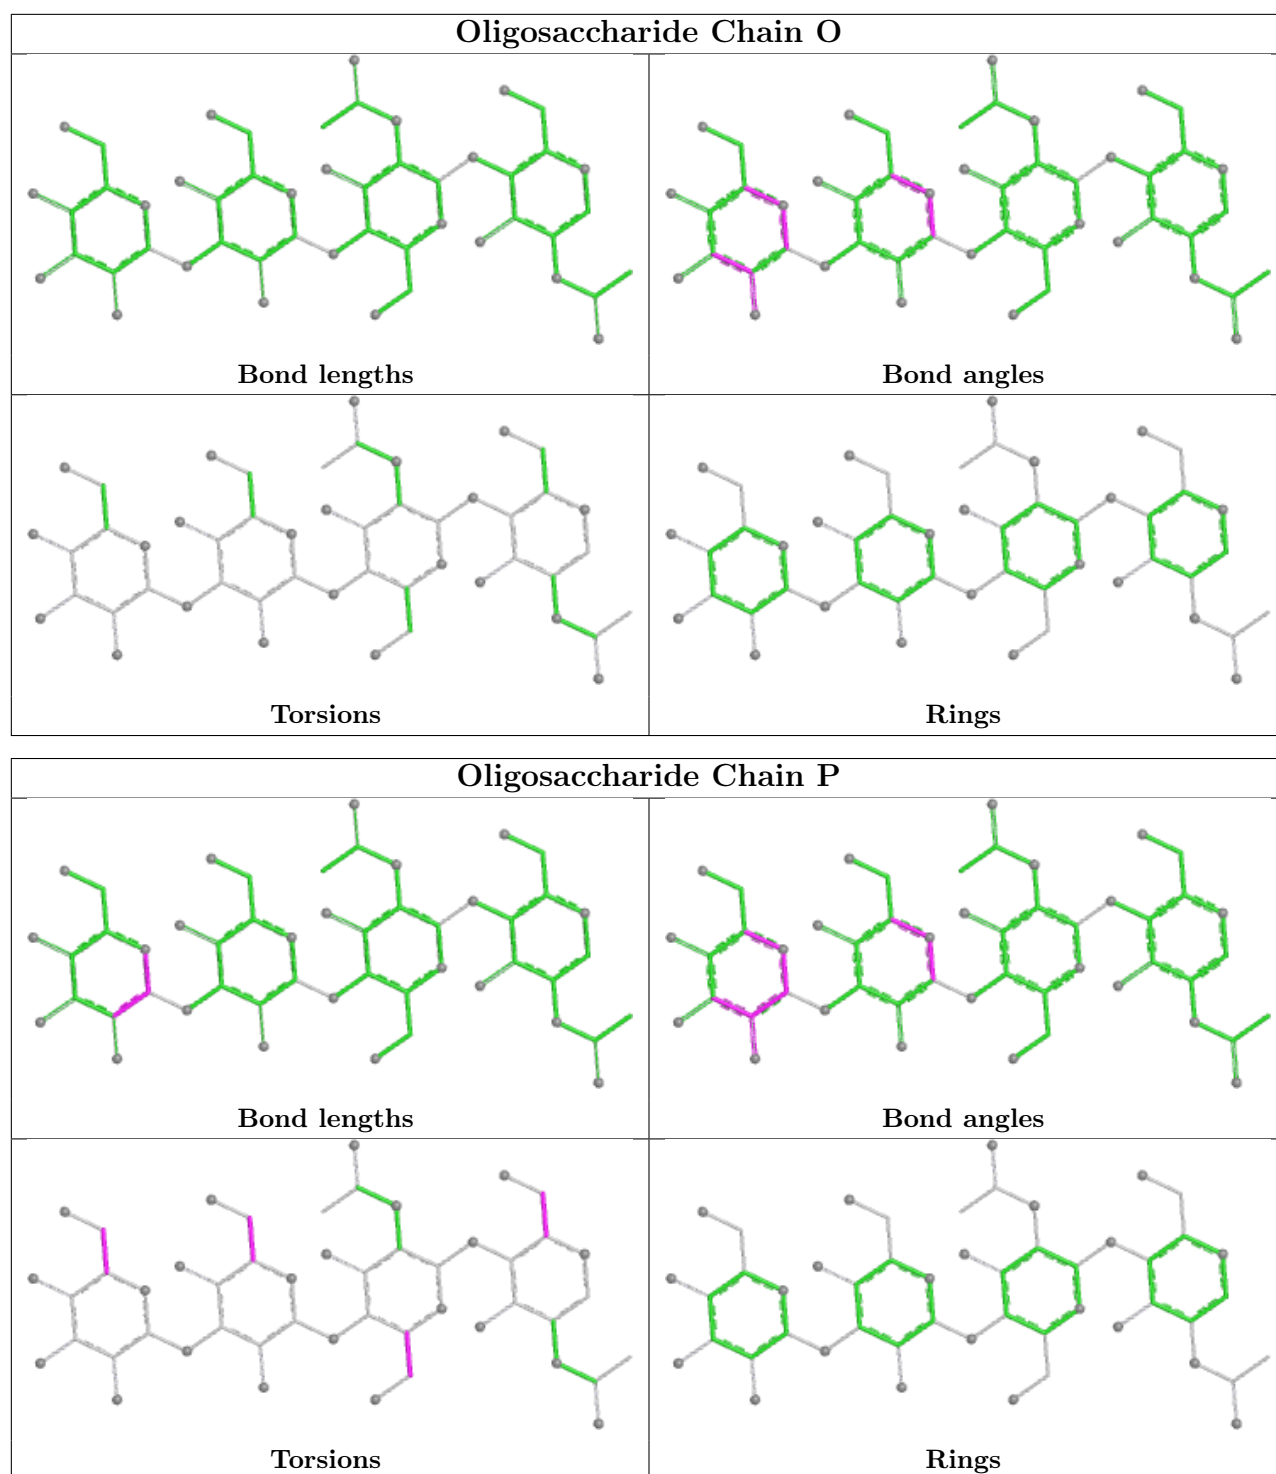 Oligosaccharide Chain O
Bond lengths
Bond angles
Torsions
Rings
Oligosaccharide Chain P
Bond lengths
Bond angles
Torsions
Rings